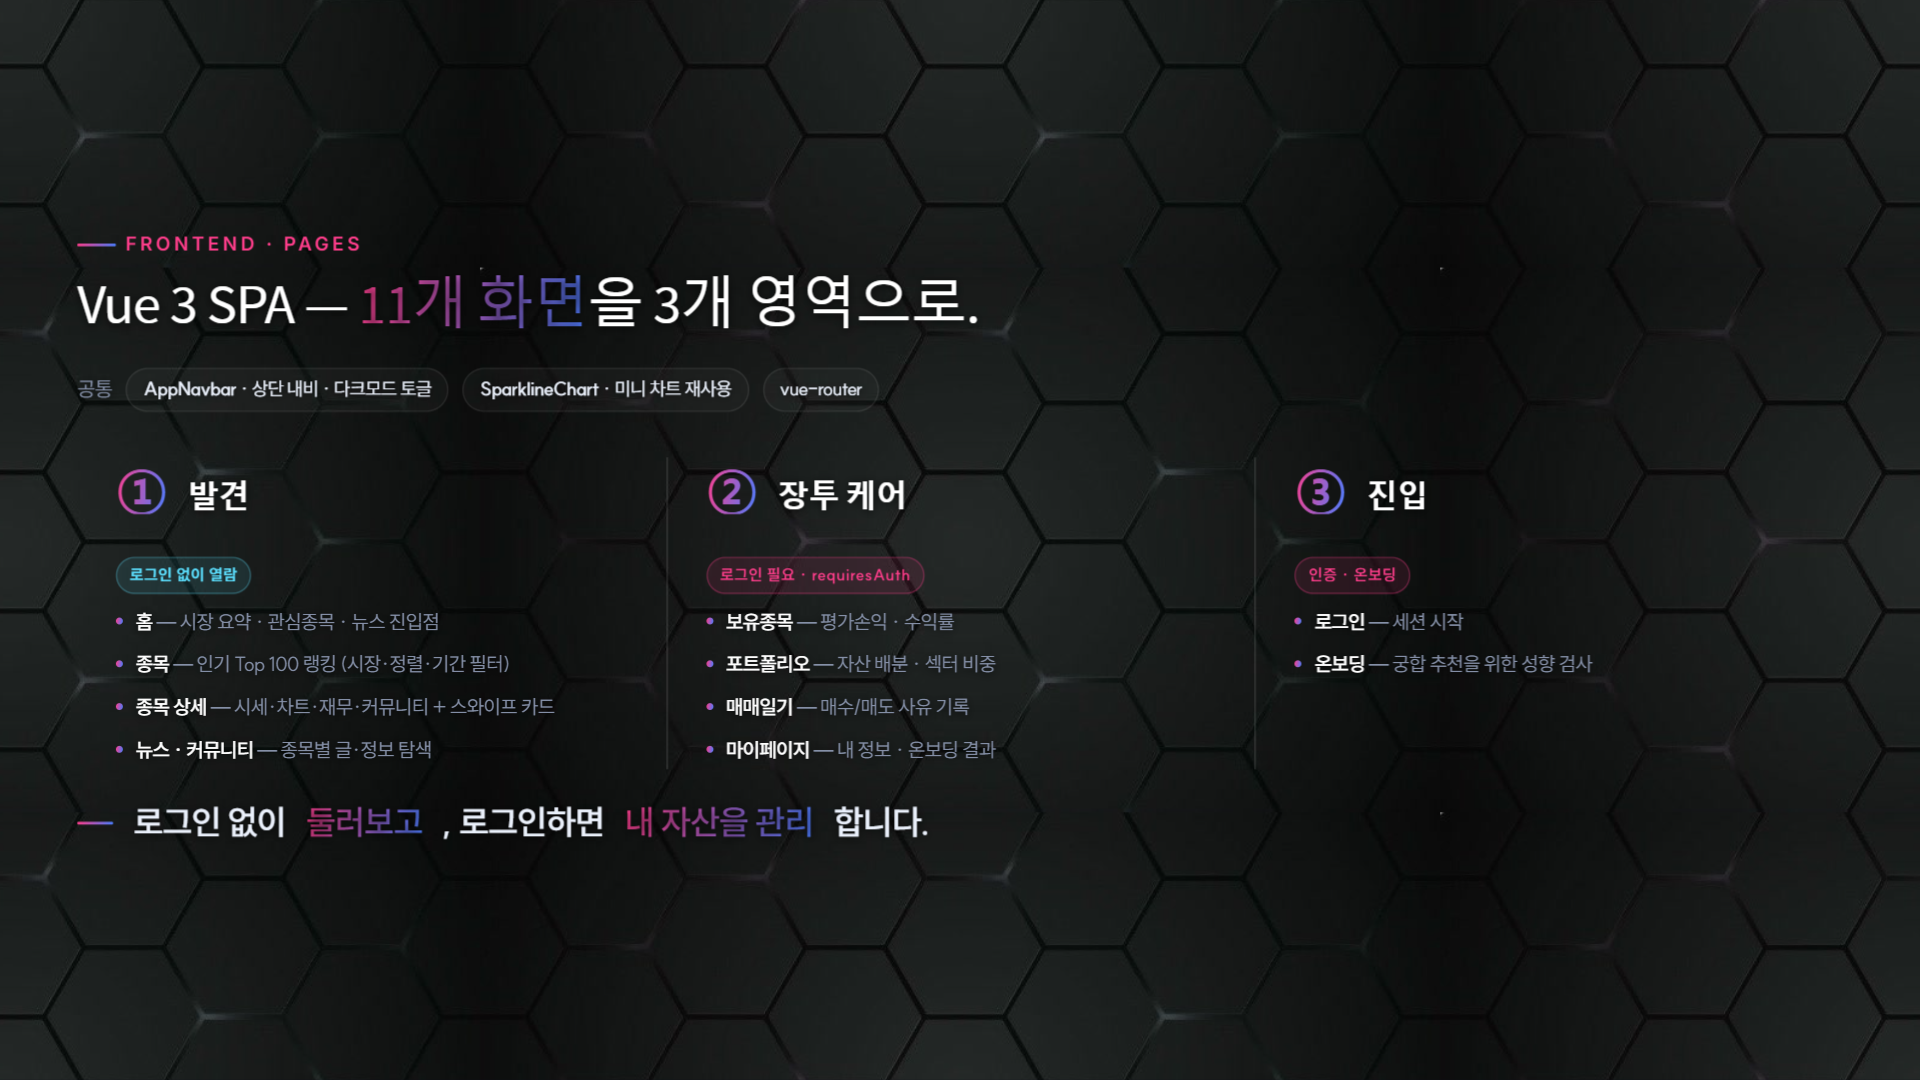 FRONTEND · PAGES
Vue 3 SPA — 11개 화면을 3개 영역으로.
공통 AppNavbar · 상단 내비 · 다크모드 토글 SparklineChart · 미니 차트 재사용 vue-router
① 발견
로그인 없이 열람
• 홈 — 시장 요약 · 관심종목 · 뉴스 진입점
• 종목 — 인기 Top 100 랭킹 (시장·정렬·기간 필터)
• 종목 상세 — 시세·차트·재무·커뮤니티 + 스와이프 카드
• 뉴스 · 커뮤니티 — 종목별 글·정보 탐색
② 장투 케어
로그인 필요 · requiresAuth
• 보유종목 — 평가손익 · 수익률
• 포트폴리오 — 자산 배분 · 섹터 비중
• 매매일기 — 매수/매도 사유 기록
• 마이페이지 — 내 정보 · 온보딩 결과
③ 진입
인증 · 온보딩
• 로그인 — 세션 시작
• 온보딩 — 궁합 추천을 위한 성향 검사
— 로그인 없이 둘러보고 , 로그인하면 내 자산을 관리 합니다.